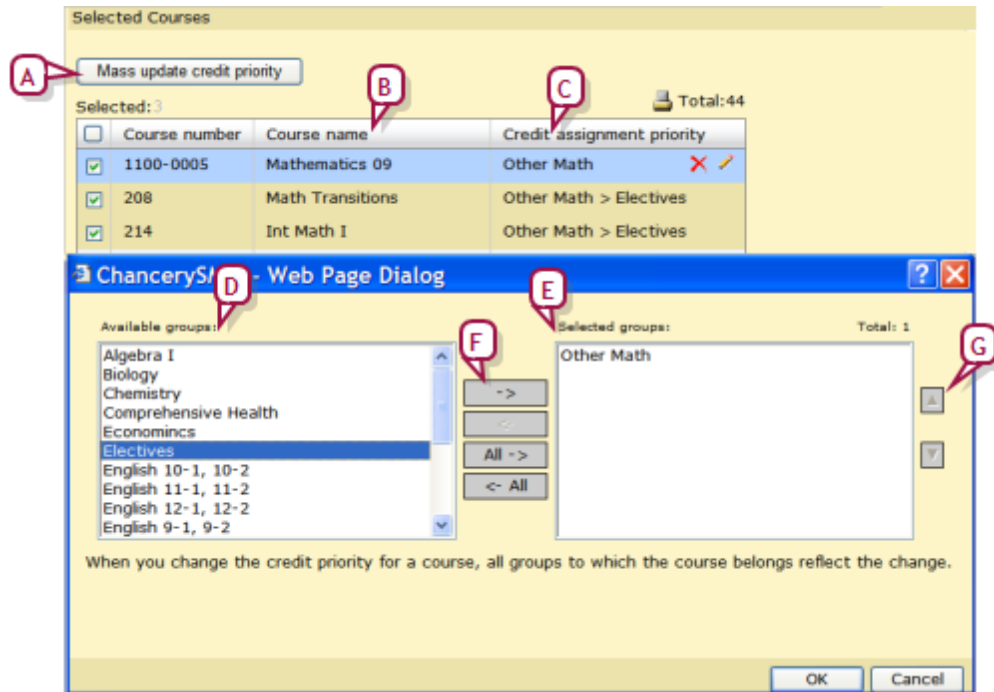 Selected Courses
A
Mass update credit priority
B
C
Selected:3
Total:44
Course number Course name Credit assignment priority
1100-0005 Mathematics 09 Other Math
208 Math Transitions Other Math > Electives
214 Int Math I Other Math > Electives
- Web Page Dialog ?
D
E
Available groups:
Selected groups:
Total: 1
F
G
Algebra I
Other Math
Biology
Chemistry
->
Comprehensive Health
Economincs
<-
Electives
All ->
English 10-1, 10-2
English 11-1, 11-2
<- All
English 12-1, 12-2
English 9-1, 9-2
When you change the credit priority for a course, all groups to which the course belongs reflect the change.
OK Cancel